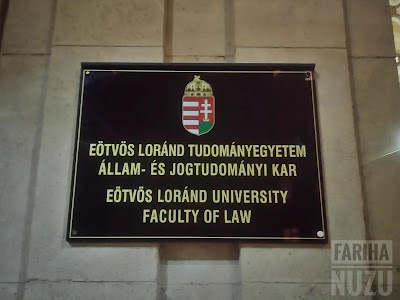 EÖTVÖS LORÁND TUDOMÁNYEGYETEM
ÁLLAM- ÉS JOGTUDOMÁNYI KAR
EÖTVÖS LORÁND UNIVERSITY
FACULTY OF LAW
FARIHA
NUZU